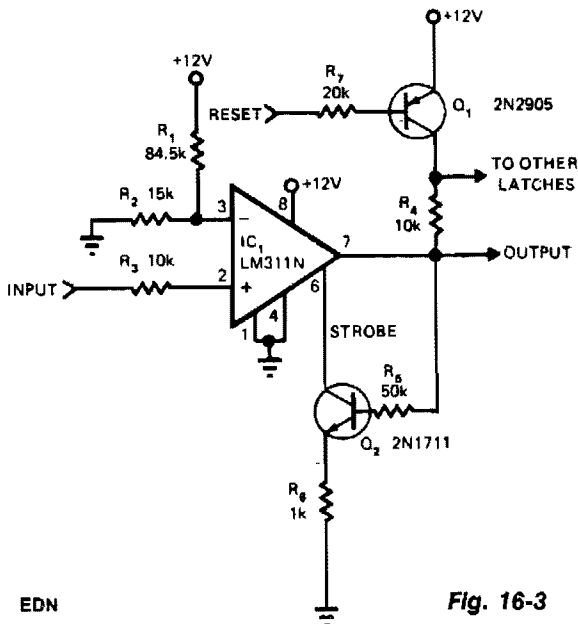 +12V
+12V
R7
20k
RESET
Q1
2N2905
R1
84.5k
TO OTHER
LATCHES
+12V
R4
10k
R2
15k
3
−
8
IC1
LM311N
7
OUTPUT
R3
10k
INPUT
2
+
6
1
4
STROBE
R5
50k
Q2
2N1711
R6
1k
EDN
Fig. 16-3